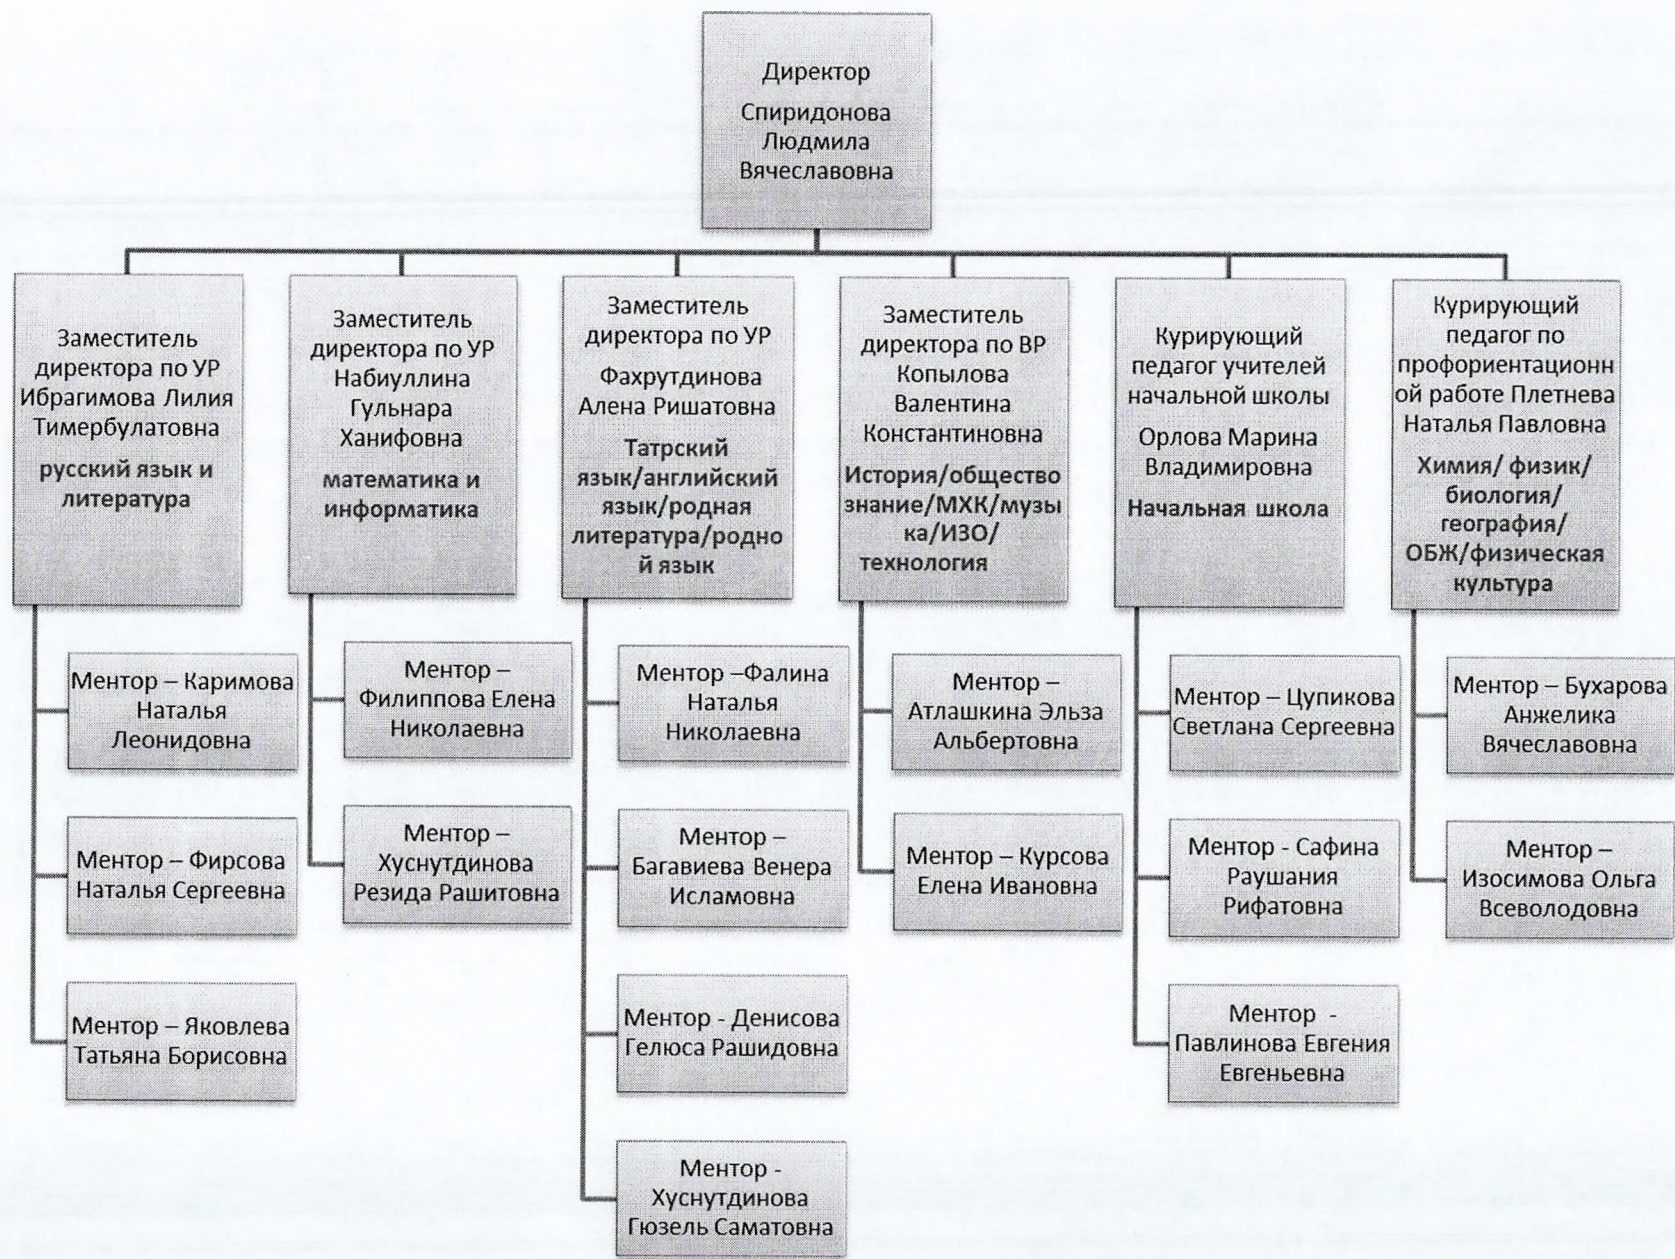 Директор
Спиридонова
Людмила
Вячеславовна
Заместитель
директора по УР
Ибрагимова Лилия
Тимербулатовна
русский язык и
литература
Заместитель
директора по УР
Набиуллина
Гульнара
Ханифовна
математика и
информатика
Заместитель
директора по УР
Фахрутдинова
Алена Ришатовна
Татрский
язык/английский
язык/родная
литература/родно
й язык
Заместитель
директора по ВР
Копылова
Валентина
Константиновна
История/общество
знание/МХК/музы
ка/ИЗО/
технология
Курирующий
педагог учителей
начальной школы
Орлова Марина
Владимировна
Начальная школа
Курирующий
педагог по
профориентационн
ой работе Плетнева
Наталья Павловна
Химия/ физик/
биология/
география/
ОБЖ/физическая
культура
Ментор – Каримова
Наталья
Леонидовна
Ментор – Фирсова
Наталья Сергеевна
Ментор – Яковлева
Татьяна Борисовна
Ментор –
Филиппова Елена
Николаевна
Ментор –
Хуснутдинова
Резида Рашитовна
Ментор –Фалина
Наталья
Николаевна
Ментор –
Багавиева Венера
Исламовна
Ментор - Денисова
Гелюса Рашидовна
Ментор -
Хуснутдинова
Гюзель Саматовна
Ментор –
Атлашкина Эльза
Альбертовна
Ментор – Курсова
Елена Ивановна
Ментор – Цупикова
Светлана Сергеевна
Ментор - Сафина
Раушания
Рифатовна
Ментор -
Павлинова Евгения
Евгеньевна
Ментор – Бухарова
Анжелика
Вячеславовна
Ментор –
Изосимова Ольга
Всеволодовна